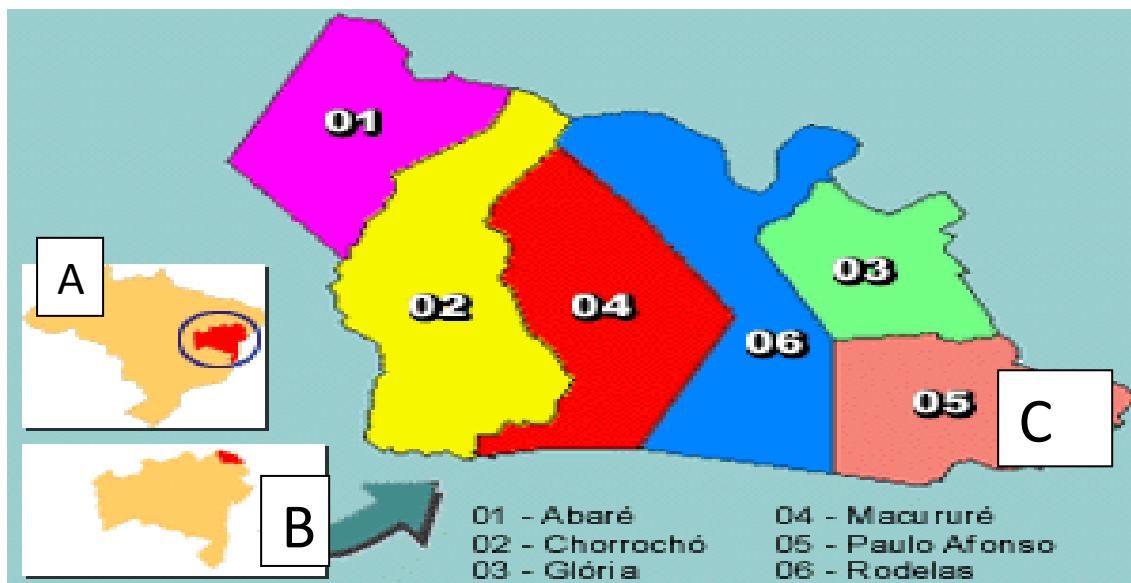 01
02
04
03
06
05
A
B
C
01 - Abaré
02 - Chorrochó
03 - Glória
04 - Macururé
05 - Paulo Afonso
06 - Rodelas